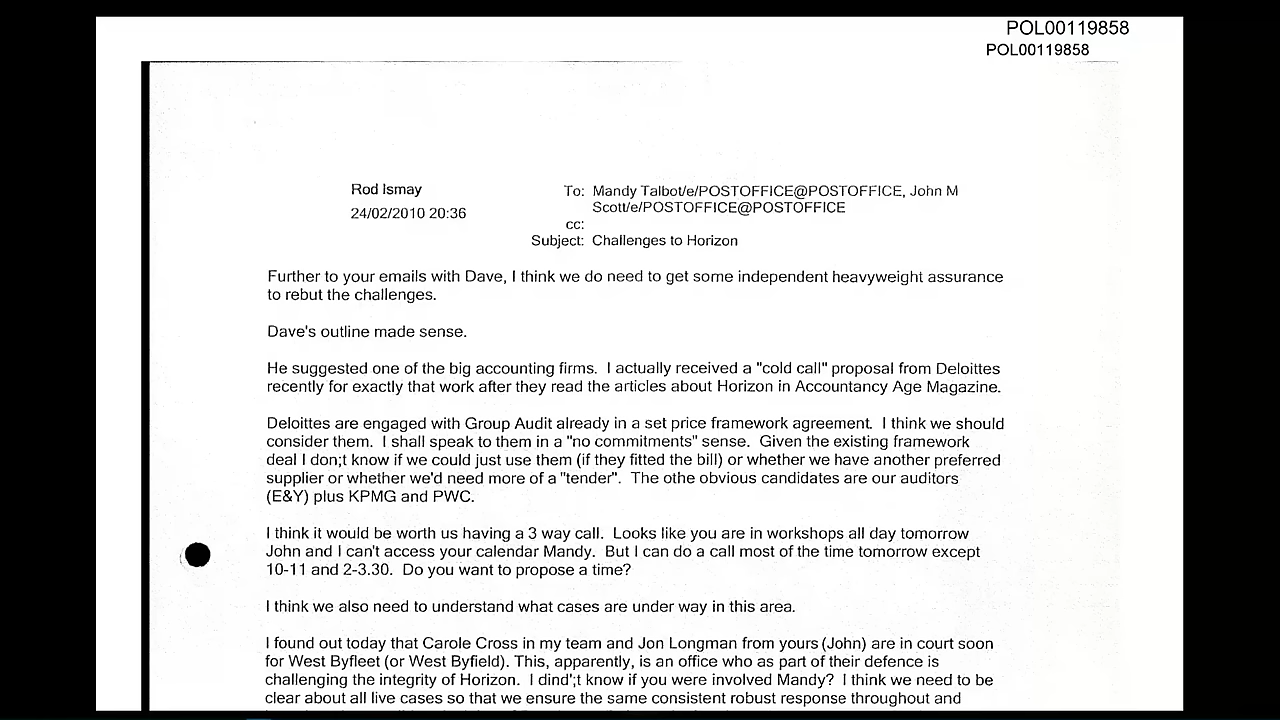 POL00119858
POL00119858
Rod Ismay
24/02/2010 20:36
To: Mandy Talbot/e/POSTOFFICE@POSTOFFICE, John M
Scott/e/POSTOFFICE@POSTOFFICE
cc:
Subject: Challenges to Horizon
Further to your emails with Dave, I think we do need to get some independent heavyweight assurance
to rebut the challenges.
Dave's outline made sense.
He suggested one of the big accounting firms. I actually received a "cold call" proposal from Deloittes
recently for exactly that work after they read the articles about Horizon in Accountancy Age Magazine.
Deloittes are engaged with Group Audit already in a set price framework agreement. I think we should
consider them. I shall speak to them in a "no commitments" sense. Given the existing framework
deal I don;t know if we could just use them (if they fitted the bill) or whether we have another preferred
supplier or whether we'd need more of a "tender". The othe obvious candidates are our auditors
(E&Y) plus KPMG and PWC.
I think it would be worth us having a 3 way call. Looks like you are in workshops all day tomorrow
John and I can't access your calendar Mandy. But I can do a call most of the time tomorrow except
10-11 and 2-3.30. Do you want to propose a time?
I think we also need to understand what cases are under way in this area.
I found out today that Carole Cross in my team and Jon Longman from yours (John) are in court soon
for West Byfleet (or West Byfield). This, apparently, is an office who as part of their defence is
challenging the integrity of Horizon. I dind';t know if you were involved Mandy? I think we need to be
clear about all live cases so that we ensure the same consistent robust response throughout and